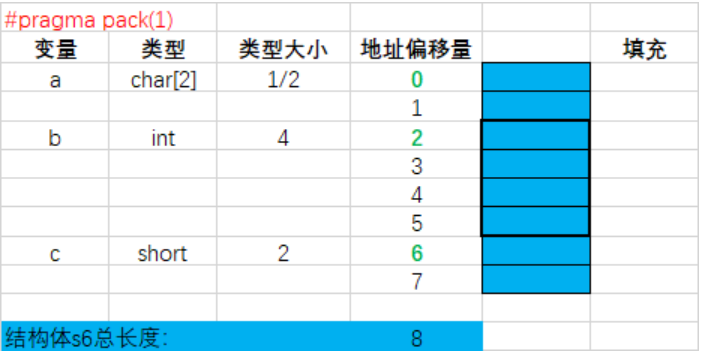 #pragma pack(1)
变量 类型 类型大小 地址偏移量 填充
a char[2] 1/2 0
1
b int 4 2
3
4
5
c short 2 6
7
结构体s6总长度： 8